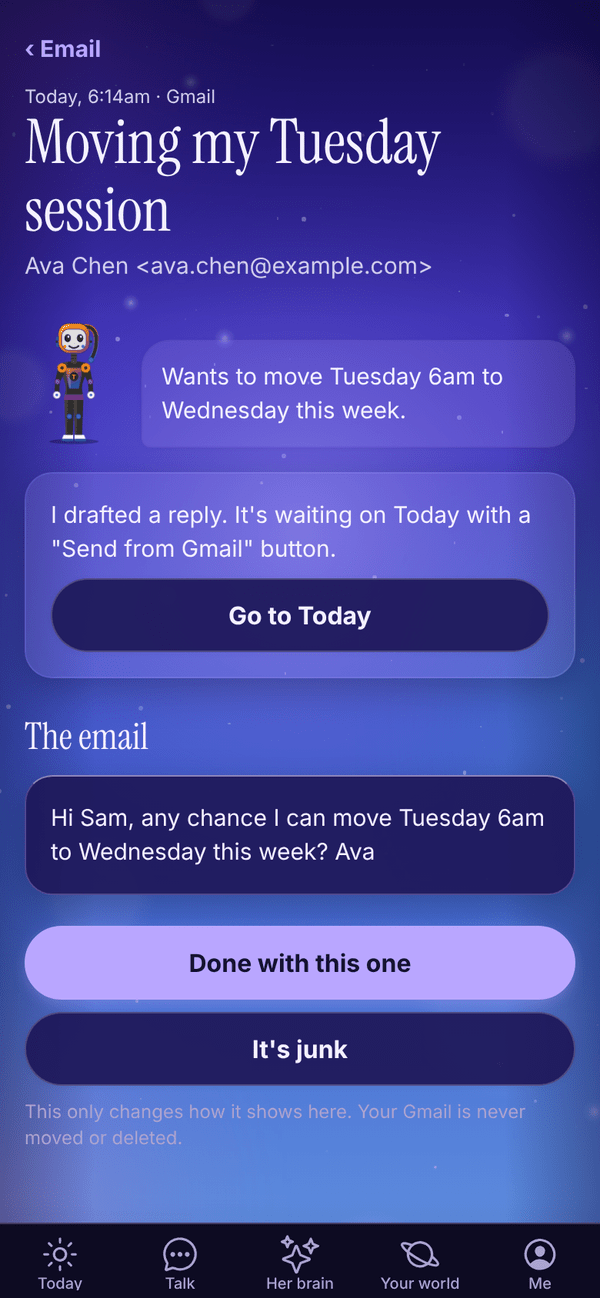 ‹ Email
Today, 6:14am · Gmail
Moving my Tuesday
session
Ava Chen <ava.chen@example.com>
Wants to move Tuesday 6am to
Wednesday this week.
I drafted a reply. It's waiting on Today with a
"Send from Gmail" button.
Go to Today
The email
Hi Sam, any chance I can move Tuesday 6am
to Wednesday this week? Ava
Done with this one
It's junk
This only changes how it shows here. Your Gmail is never
moved or deleted.
Today
Talk
Her brain
Your world
Me